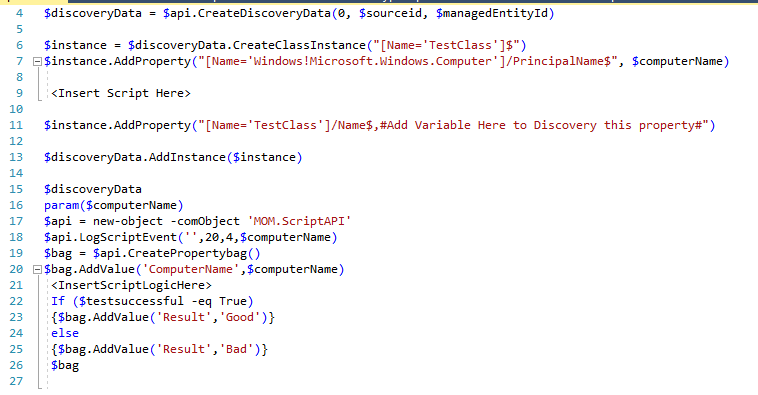 4 $discoveryData = $api.CreateDiscoveryData(0, $sourceid, $managedEntityId)
5
6 $instance = $discoveryData.CreateClassInstance("[Name='TestClass']$")
7 $instance.AddProperty("[Name='Windows!Microsoft.Windows.Computer']/PrincipalName$", $computerName)
8
9 <Insert Script Here>
10
11 $instance.AddProperty("[Name='TestClass']/Name$,#Add Variable Here to Discovery this property#")
12
13 $discoveryData.AddInstance($instance)
14
15 $discoveryData
16 param($computerName)
17 $api = new-object -comObject 'MOM.ScriptAPI'
18 $api.LogScriptEvent('',20,4,$computerName)
19 $bag = $api.CreatePropertybag()
20 $bag.AddValue('ComputerName',$computerName)
21 <InsertScriptLogicHere>
22 If ($testsuccessful -eq True)
23 {$bag.AddValue('Result','Good')}
24 else
25 {$bag.AddValue('Result','Bad')}
26 $bag
27